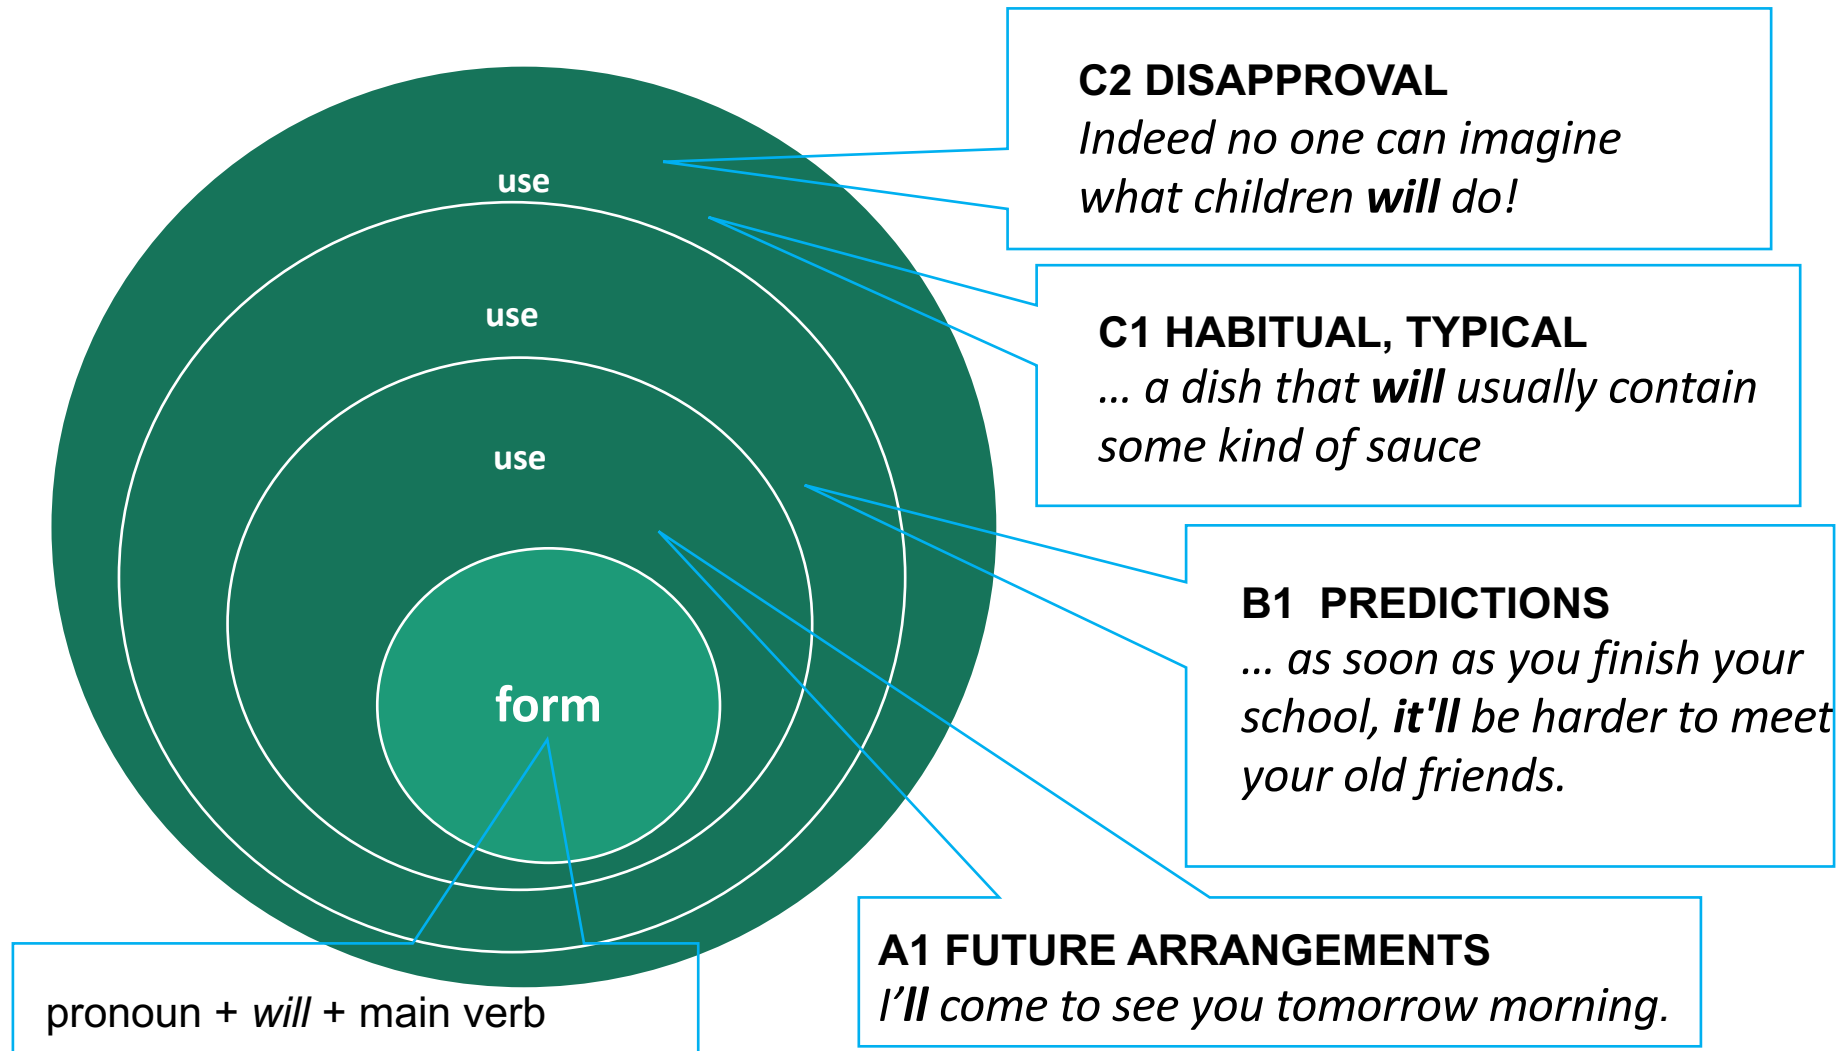 C2 DISAPPROVAL
Indeed no one can imagine
what children will do!
use
C1 HABITUAL, TYPICAL
... a dish that will usually contain
some kind of sauce
use
use
B1 PREDICTIONS
... as soon as you finish your
school, it'll be harder to meet
your old friends.
form
A1 FUTURE ARRANGEMENTS
I’ll come to see you tomorrow morning.
pronoun + will + main verb